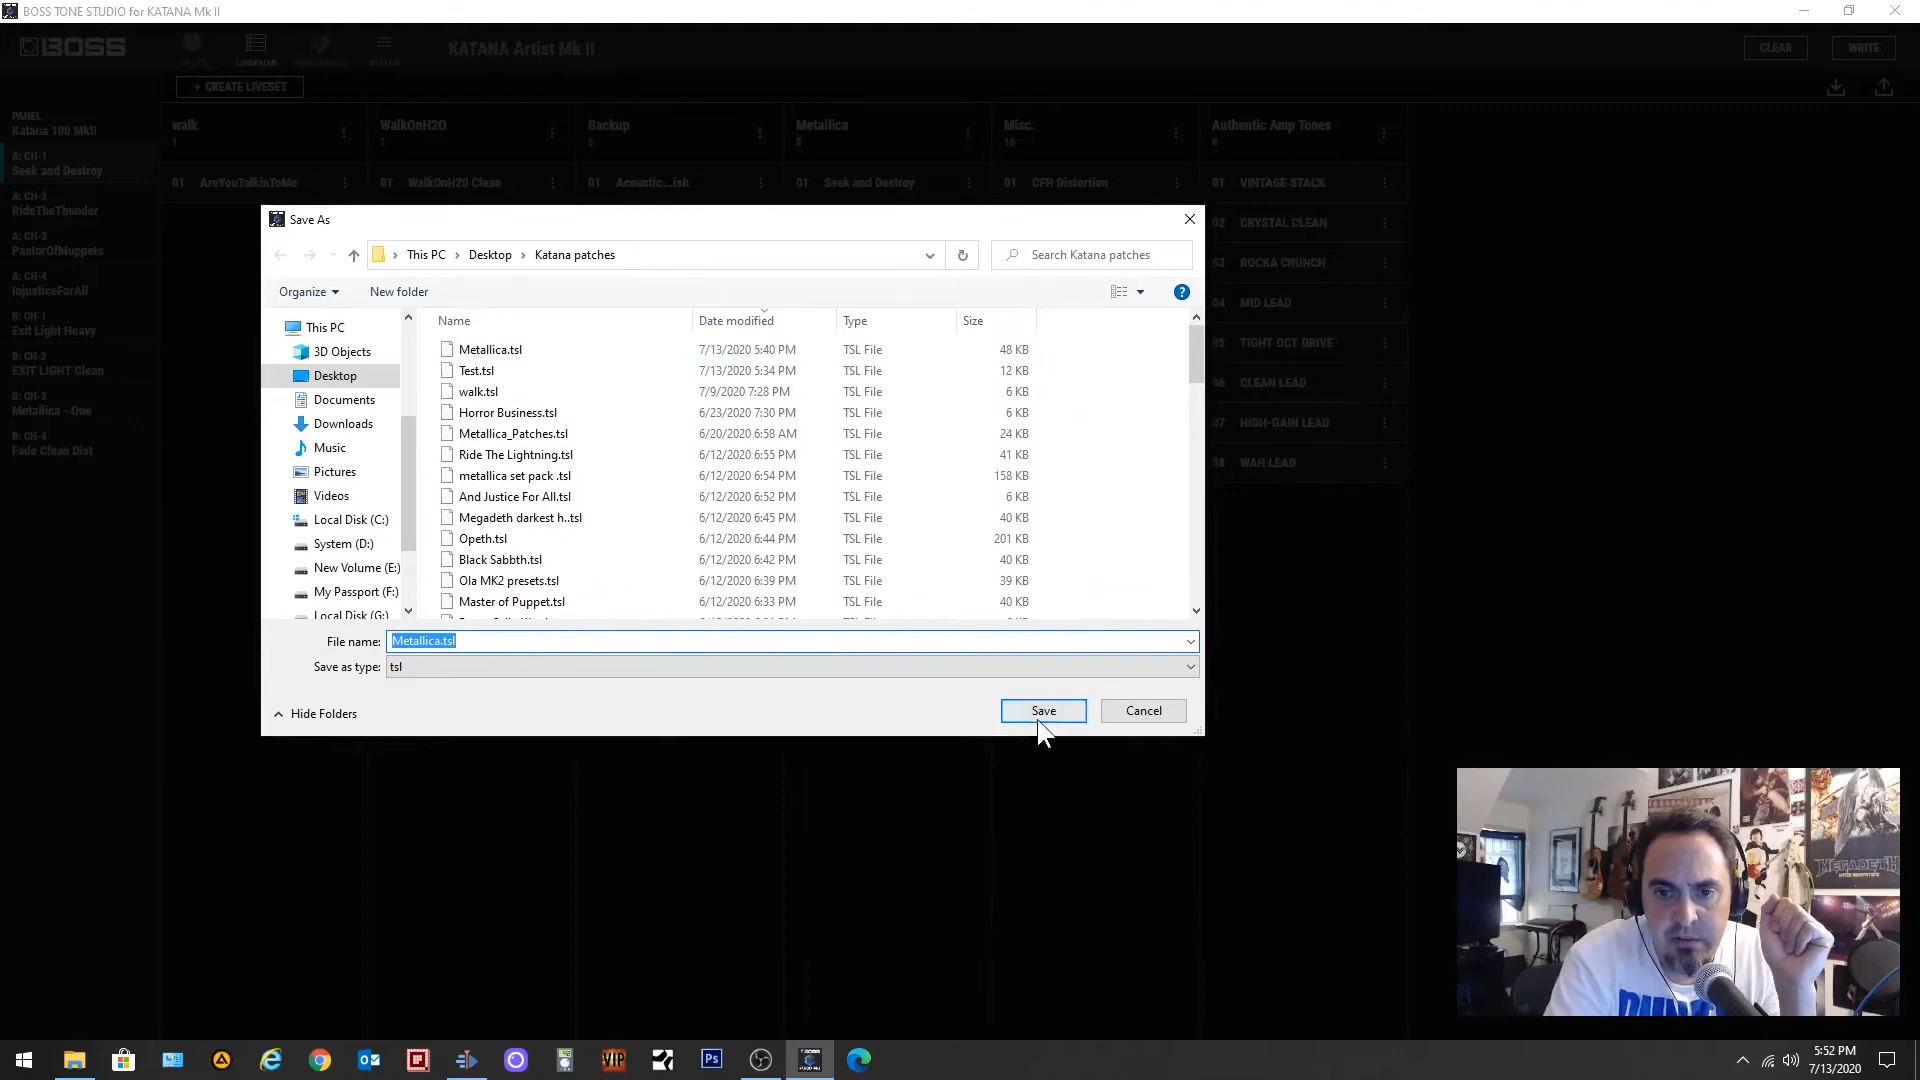 BOSS TONE STUDIO for KATANA Mk II
BOSS
LIBRARIAN
KATANA Artist Mk II
CLEAR
WRITE
+ CREATE LIVESET
PANEL
Katana 100 MkII
A: CH-1
Seek and Destroy
A: CH-2
RideTheThunder
A: CH-3
PastorOfMuppets
A: CH-4
InjusticeForAll
B: CH-1
Exit Light Heavy
B: CH-2
EXIT LIGHT Clean
B: CH-3
Metallica - One
B: CH-4
Fade Clean Dist
walk
1
WalkOnH2O
1
Backup
5
Metallica
8
Misc.
10
Authentic Amp Tones
8
01 AreYouTalkinToMe
01 WalkOnH2O Clean
01 Acoustic...ish
01 Seek and Destroy
01 CFH Distortion
01 VINTAGE STACK
02 CRYSTAL CLEAN
03 ROCKA CRUNCH
04 MID LEAD
05 TIGHT OCT DRIVE
06 CLEAN LEAD
07 HIGH-GAIN LEAD
08 WAH LEAD
Save As
This PC > Desktop > Katana patches
Search Katana patches
Organize
New folder
This PC
3D Objects
Desktop
Documents
Downloads
Music
Pictures
Videos
Local Disk (C:)
System (D:)
New Volume (E:)
My Passport (F:)
Local Disk (G:)
Name Date modified Type Size
Metallica.tsl 7/13/2020 5:40 PM TSL File 48 KB
Test.tsl 7/13/2020 5:34 PM TSL File 12 KB
walk.tsl 7/9/2020 7:28 PM TSL File 6 KB
Horror Business.tsl 6/23/2020 7:30 PM TSL File 6 KB
Metallica_Patches.tsl 6/20/2020 6:58 AM TSL File 24 KB
Ride The Lightning.tsl 6/12/2020 6:55 PM TSL File 41 KB
metallica set pack .tsl 6/12/2020 6:54 PM TSL File 158 KB
And Justice For All.tsl 6/12/2020 6:52 PM TSL File 6 KB
Megadeth darkest h..tsl 6/12/2020 6:45 PM TSL File 40 KB
Opeth.tsl 6/12/2020 6:44 PM TSL File 201 KB
Black Sabbth.tsl 6/12/2020 6:42 PM TSL File 40 KB
Ola MK2 presets.tsl 6/12/2020 6:39 PM TSL File 39 KB
Master of Puppet.tsl 6/12/2020 6:33 PM TSL File 40 KB
File name: Metallica.tsl
Save as type: tsl
Hide Folders
Save
Cancel
MEGADETH
VIP
Ps
5:52 PM
7/13/2020